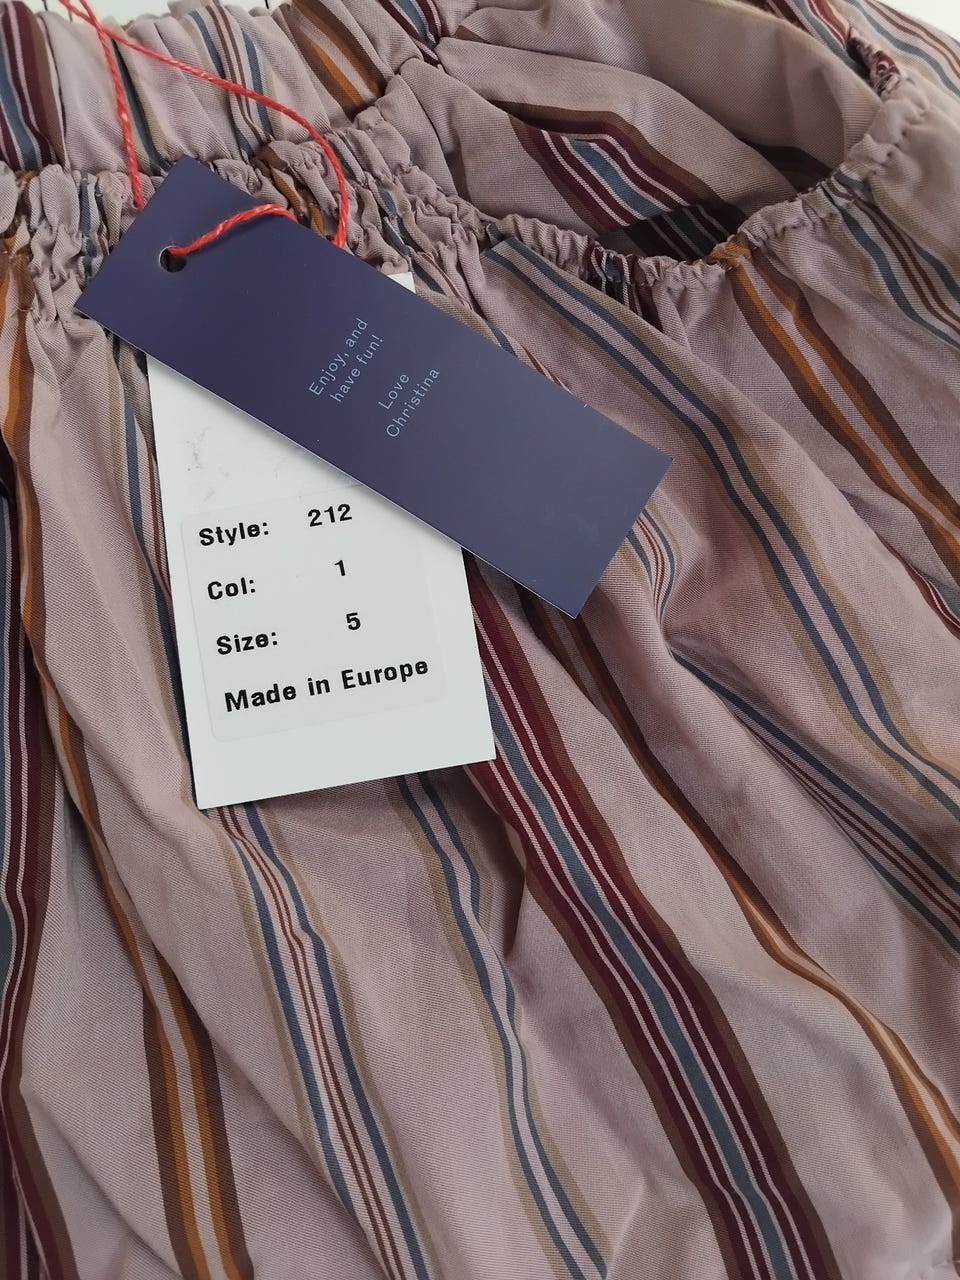 Enjoy, and
have fun!
Love
Christina
Style: 212
Col: 1
Size: 5
Made in Europe